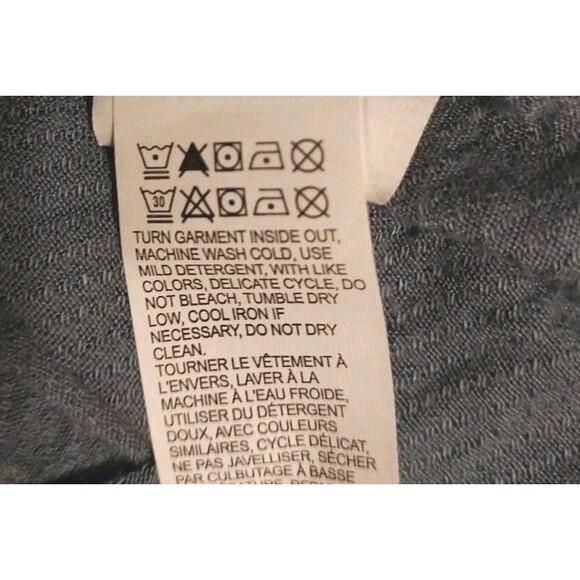 30
TURN GARMENT INSIDE OUT,
MACHINE WASH COLD, USE
MILD DETERGENT, WITH LIKE
COLORS, DELICATE CYCLE, DO
NOT BLEACH, TUMBLE DRY
LOW, COOL IRON IF
NECESSARY, DO NOT DRY
CLEAN.
TOURNER LE VÊTEMENT À
L'ENVERS, LAVER À LA
MACHINE À L'EAU FROIDE,
UTILISER DU DÉTERGENT
DOUX, AVEC COULEURS
SIMILAIRES, CYCLE DÉLICAT,
NE PAS JAVELLISER, SÉCHER
PAR CULBUTAGE À BASSE